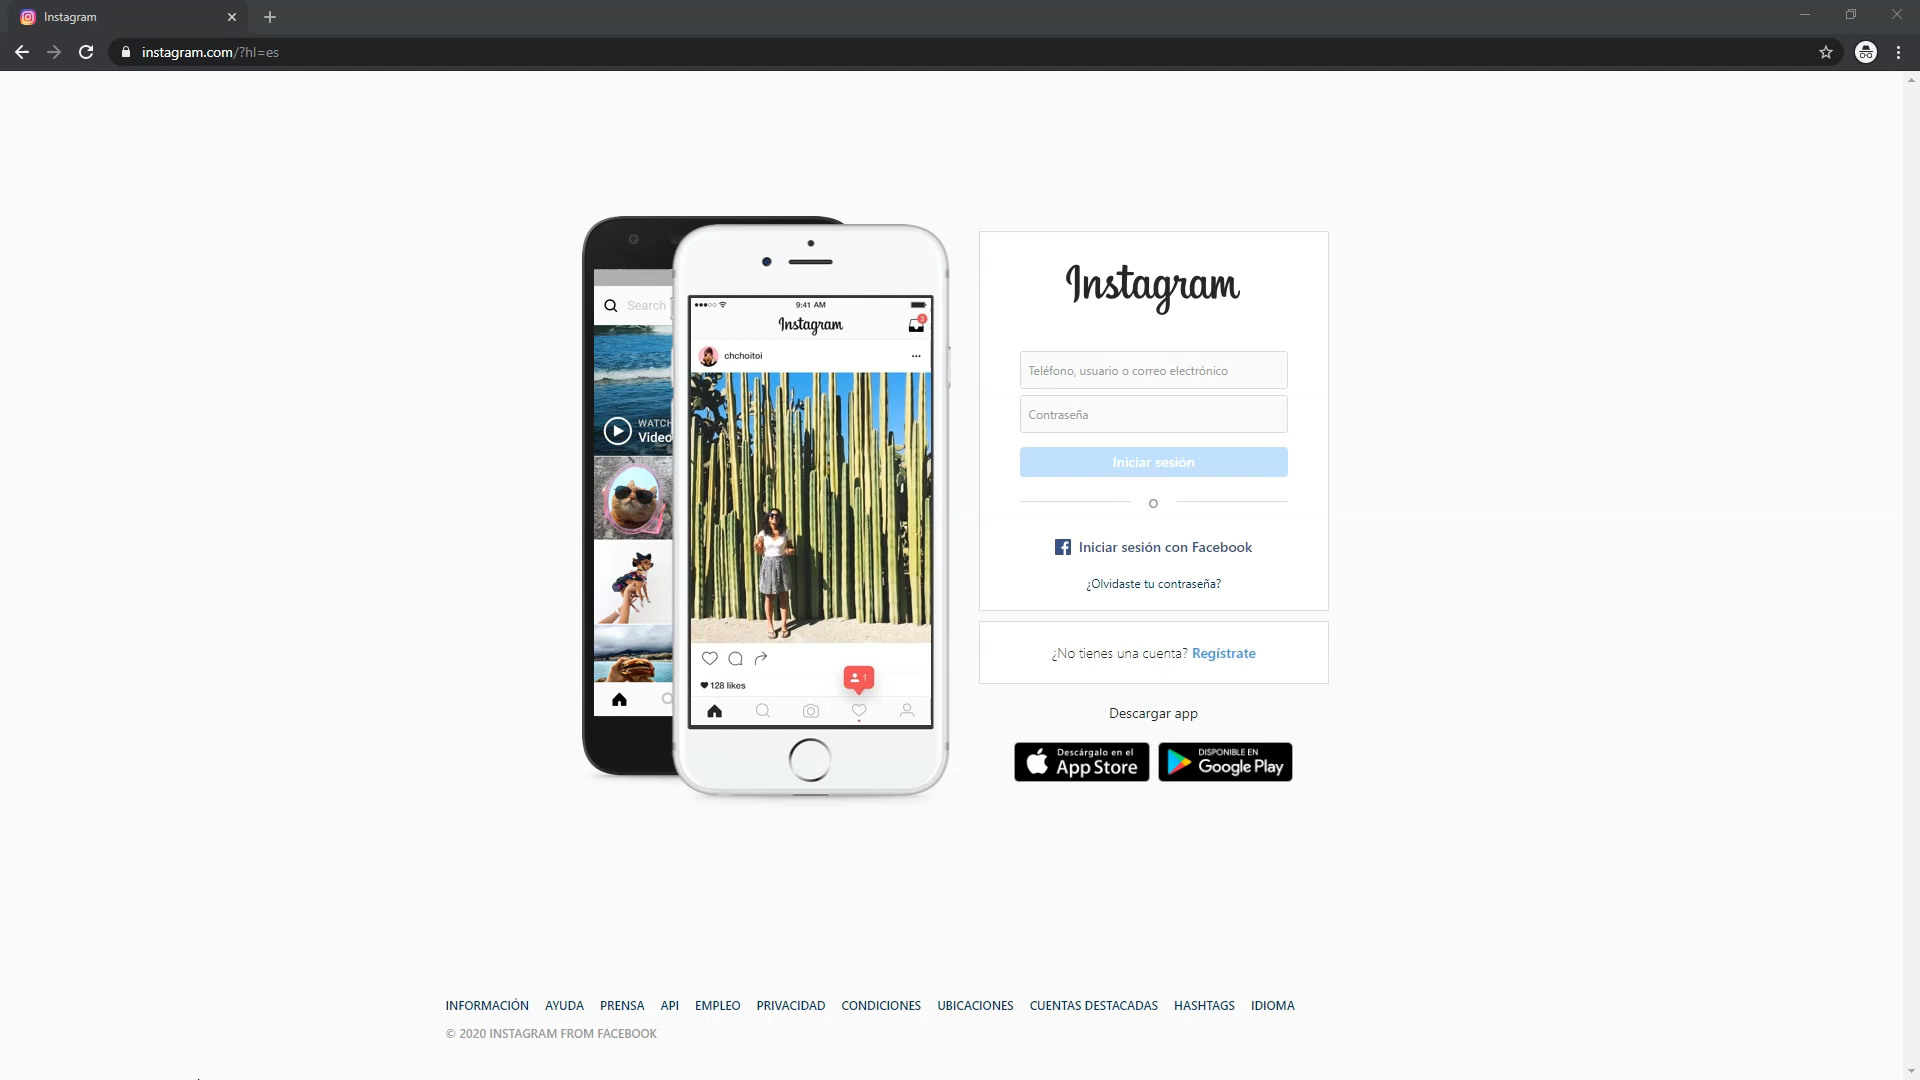 Instagram
instagram.com/?hl=es
Search
WATCH
Video
9:41 AM
Instagram
2
chchoitoi
128 likes
1
Instagram
Teléfono, usuario o correo electrónico
Contraseña
Iniciar sesión
O
Iniciar sesión con Facebook
¿Olvidaste tu contraseña?
¿No tienes una cuenta? Regístrate
Descargar app
Descárgalo en el
App Store
DISPONIBLE EN
Google Play
INFORMACIÓN AYUDA PRENSA API EMPLEO PRIVACIDAD CONDICIONES UBICACIONES CUENTAS DESTACADAS HASHTAGS IDIOMA
© 2020 INSTAGRAM FROM FACEBOOK